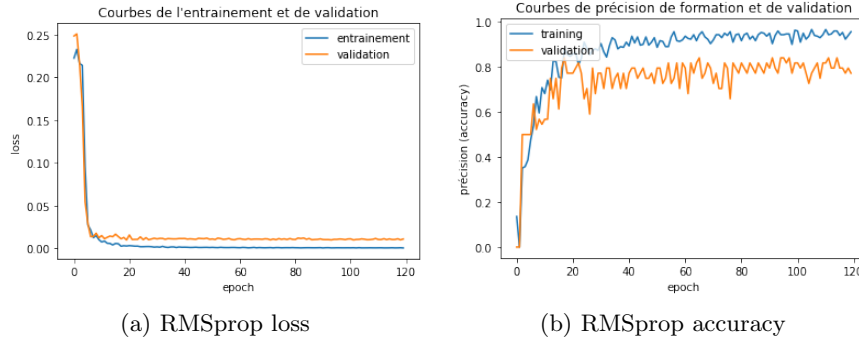 Courbes de l'entrainement et de validation
0.25
0.20
0.15
0.10
0.05
0.00
loss
entrainement
validation
0 20 40 60 80 100 120
epoch
(a) RMSprop loss
Courbes de précision de formation et de validation
1.0
0.8
0.6
0.4
0.2
0.0
précision (accuracy)
training
validation
0 20 40 60 80 100 120
epoch
(b) RMSprop accuracy